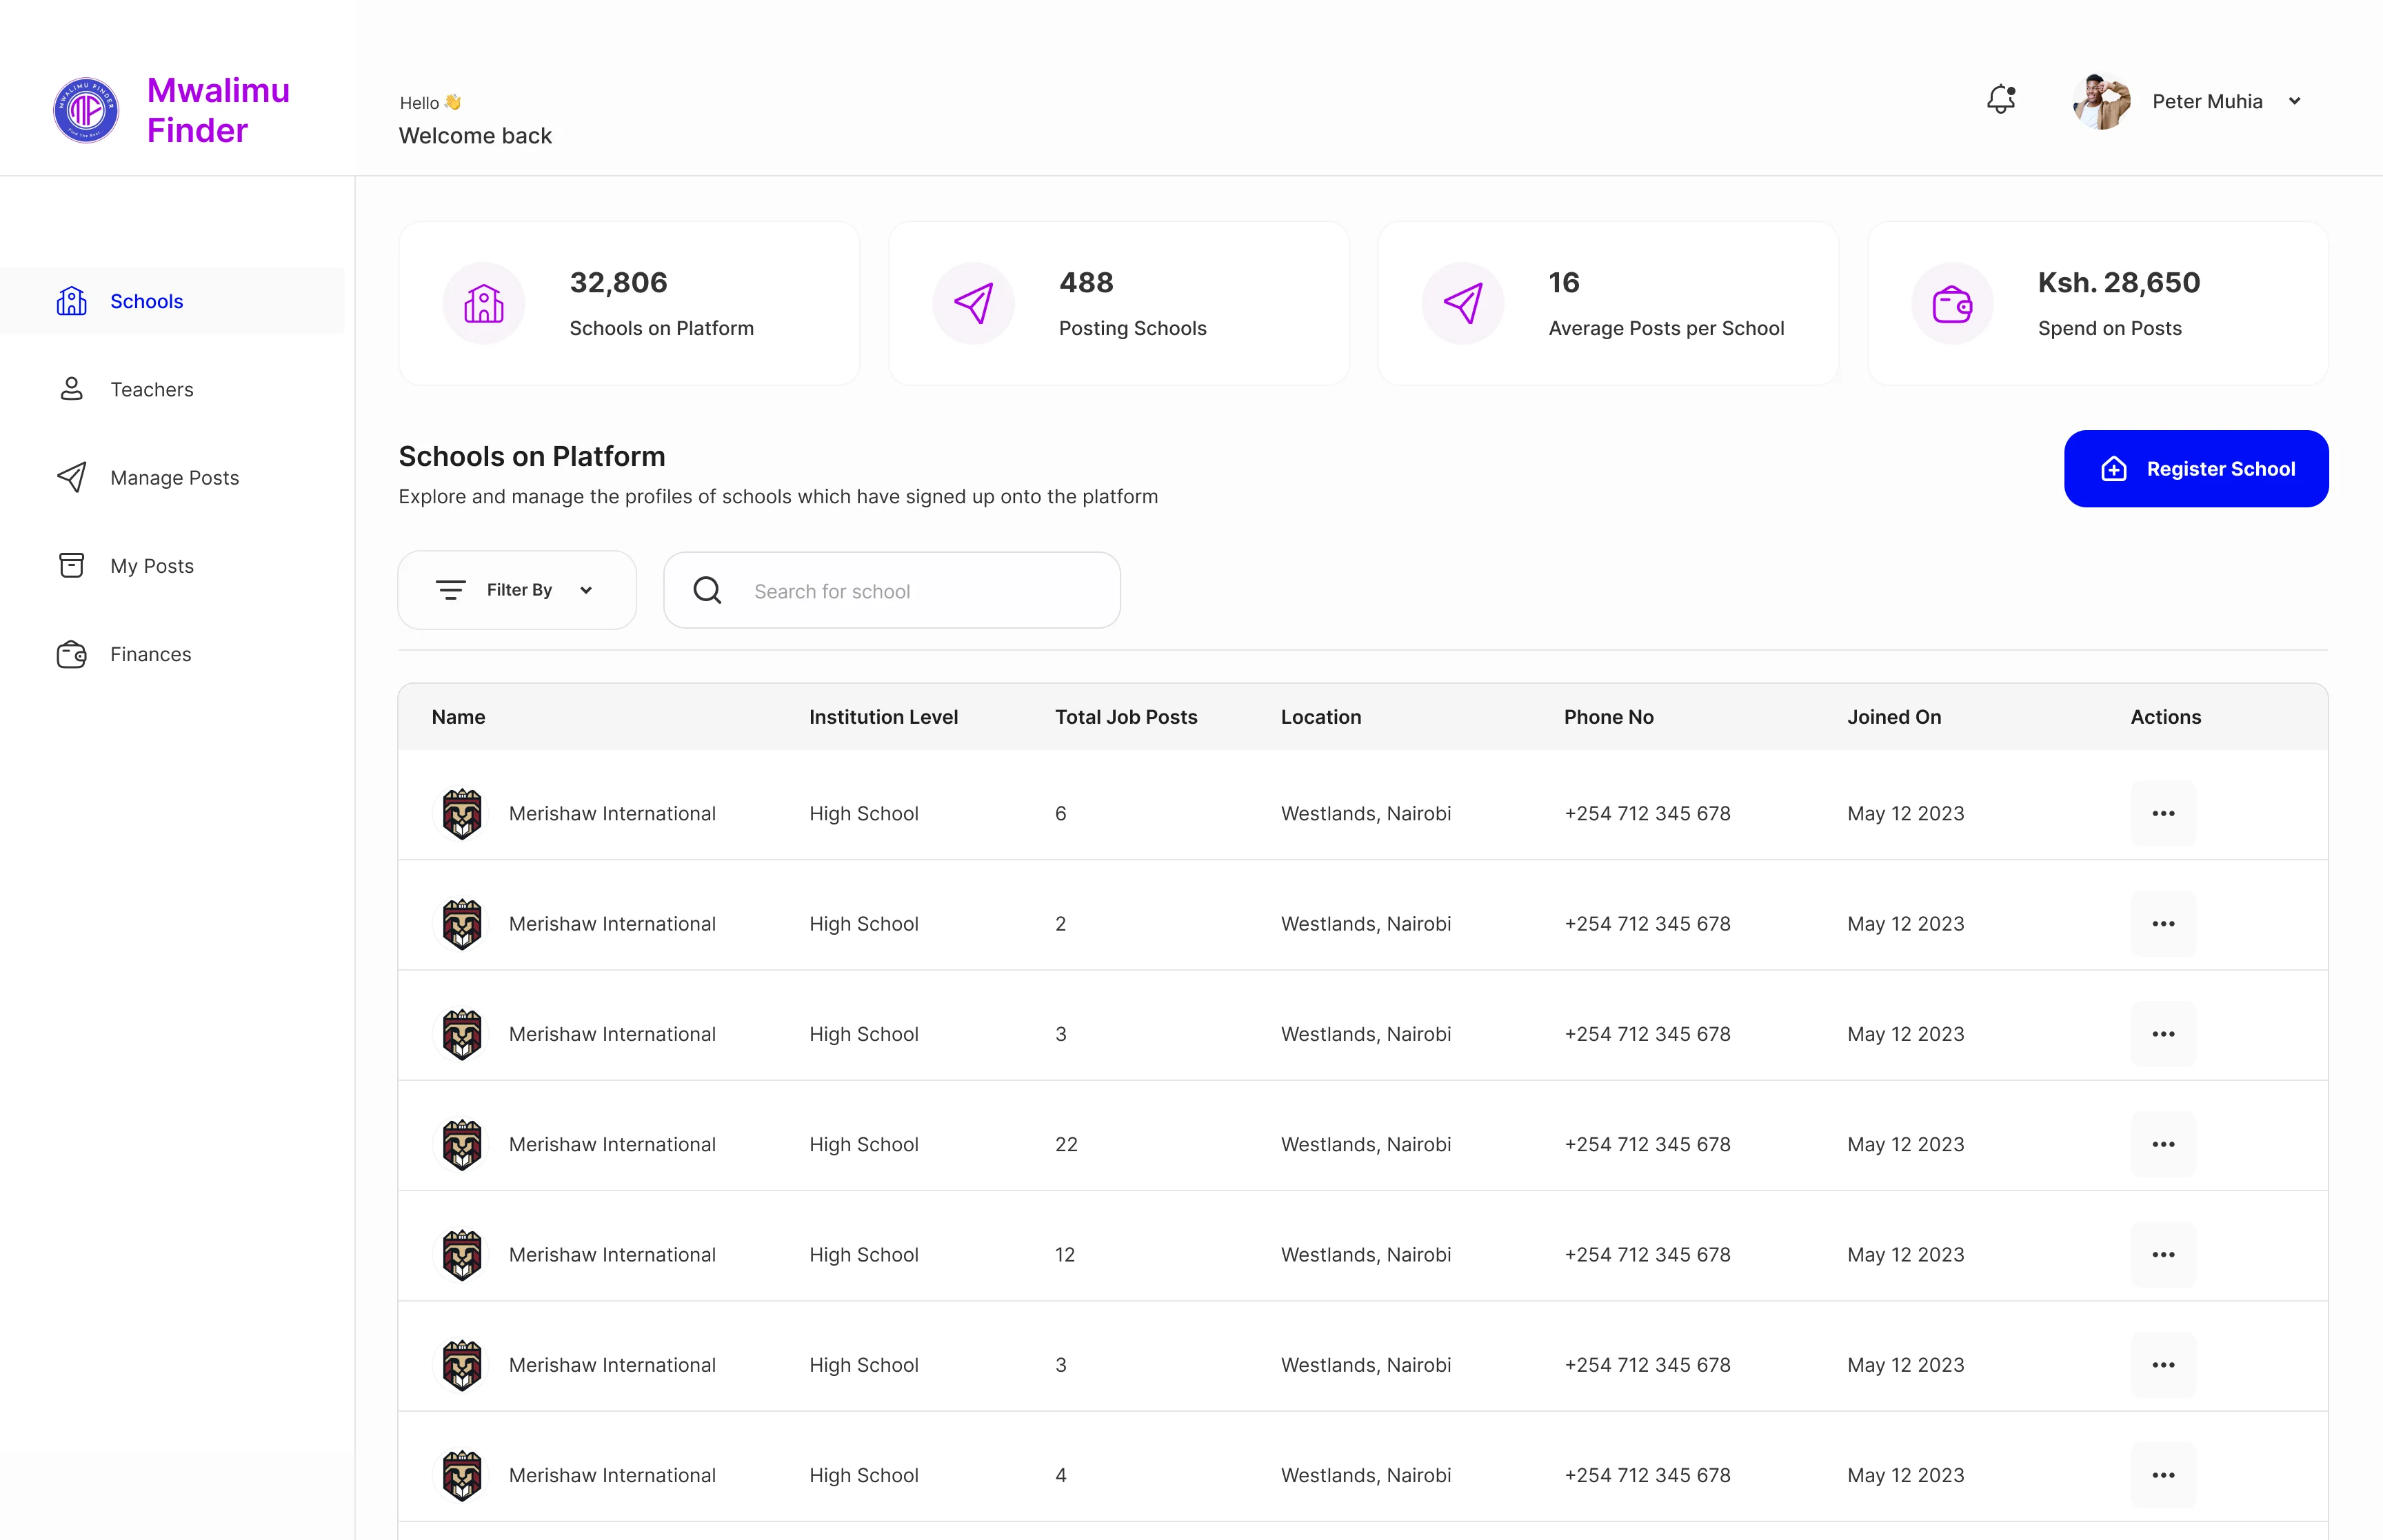 MWALIMU FINDER
Find the Best
Mwalimu
Finder
Hello 👋
Welcome back
Peter Muhia
Schools
Teachers
Manage Posts
My Posts
Finances
32,806
Schools on Platform
488
Posting Schools
16
Average Posts per School
Ksh. 28,650
Spend on Posts
Schools on Platform
Explore and manage the profiles of schools which have signed up onto the platform
Register School
Filter By
Search for school
Name Institution Level Total Job Posts Location Phone No Joined On Actions
Merishaw International High School 6 Westlands, Nairobi +254 712 345 678 May 12 2023
Merishaw International High School 2 Westlands, Nairobi +254 712 345 678 May 12 2023
Merishaw International High School 3 Westlands, Nairobi +254 712 345 678 May 12 2023
Merishaw International High School 22 Westlands, Nairobi +254 712 345 678 May 12 2023
Merishaw International High School 12 Westlands, Nairobi +254 712 345 678 May 12 2023
Merishaw International High School 3 Westlands, Nairobi +254 712 345 678 May 12 2023
Merishaw International High School 4 Westlands, Nairobi +254 712 345 678 May 12 2023